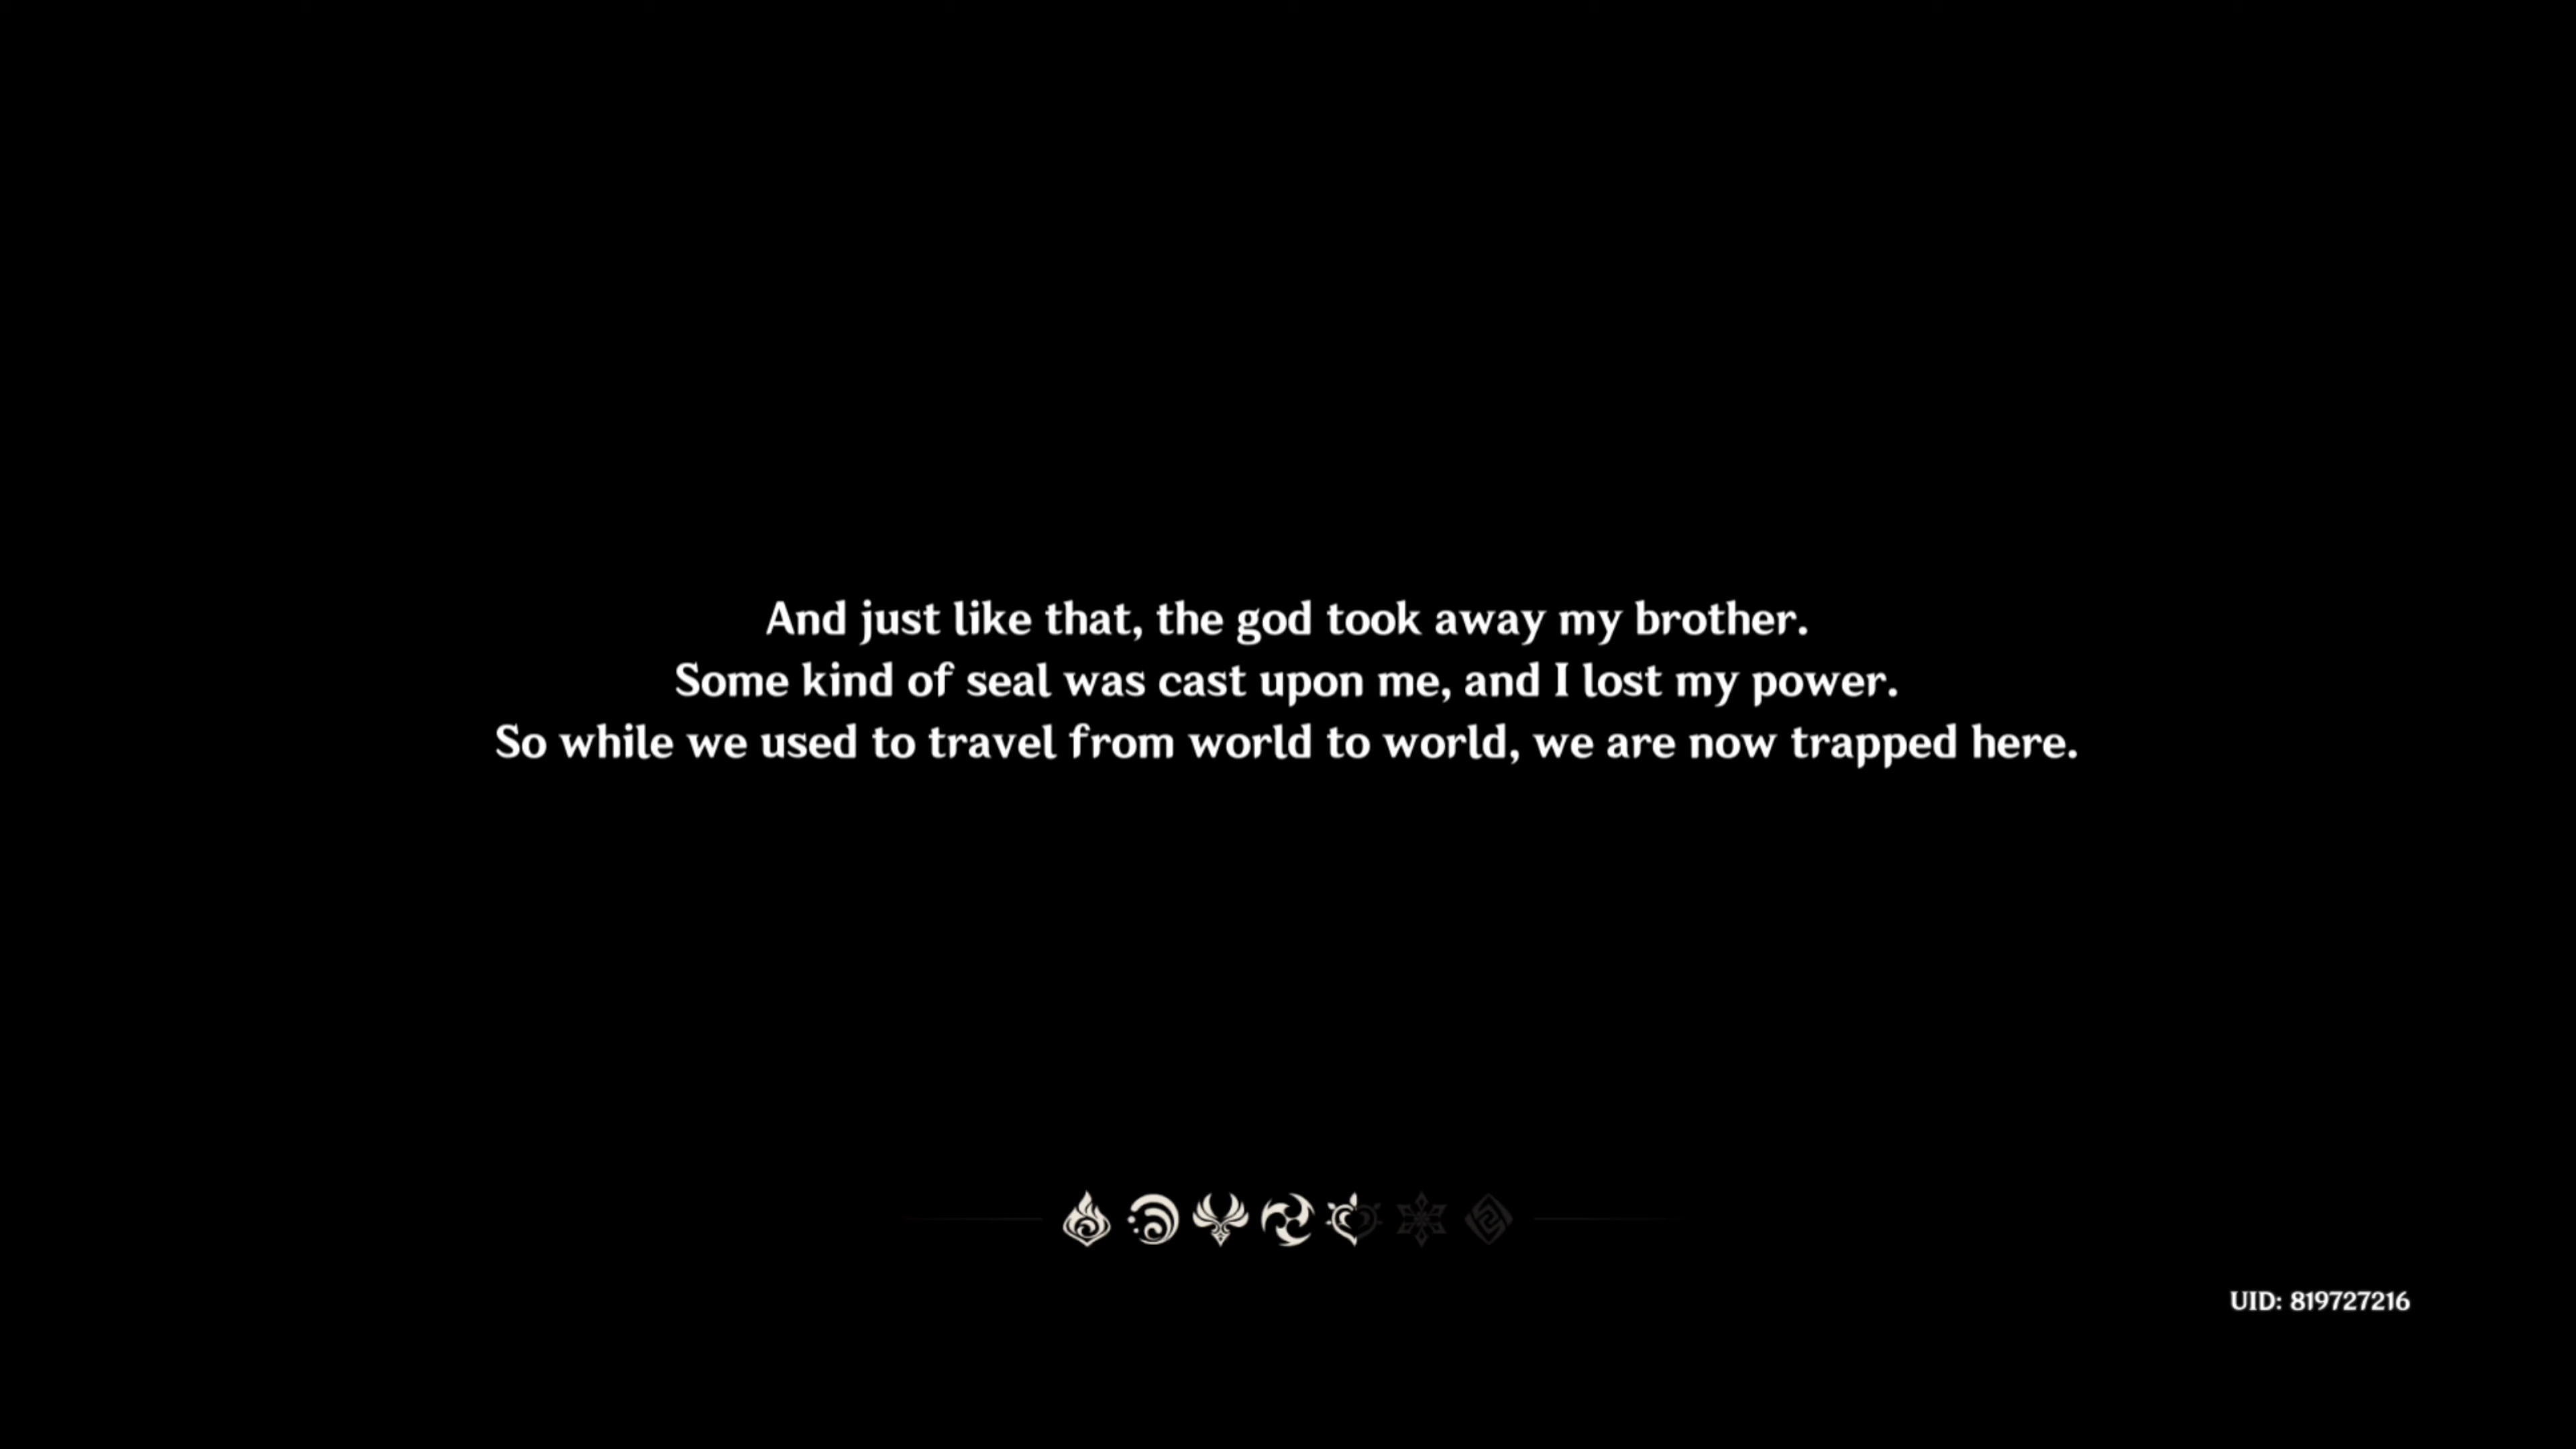 And just like that, the god took away my brother.
Some kind of seal was cast upon me, and I lost my power.
So while we used to travel from world to world, we are now trapped here.
UID: 819727216